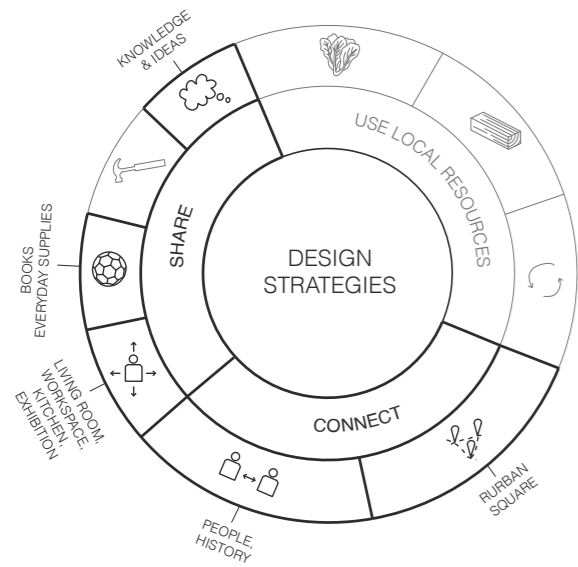 KNOWLEDGE
& IDEAS
USE LOCAL RESOURCES
SHARE
DESIGN
STRATEGIES
BOOKS
EVERYDAY SUPPLIES
LIVING ROOM,
WORKSPACE,
KITCHEN,
EXHIBITION
CONNECT
PEOPLE,
HISTORY
RURBAN
SQUARE